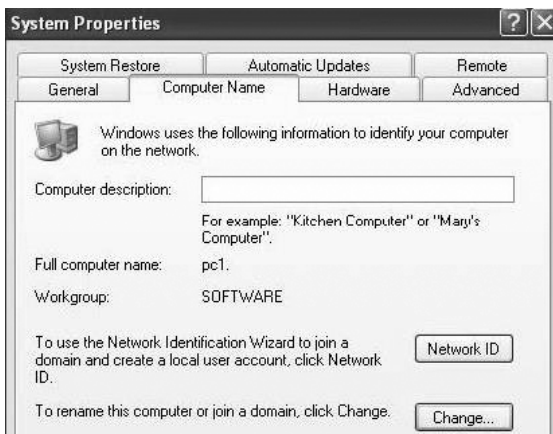 System Properties
System Restore Automatic Updates Remote
General Computer Name Hardware Advanced
Windows uses the following information to identify your computer
on the network.
Computer description:
For example: "Kitchen Computer" or "Mary's
Computer".
Full computer name: pc1.
Workgroup: SOFTWARE
To use the Network Identification Wizard to join a
domain and create a local user account, click Network
ID.
Network ID
To rename this computer or join a domain, click Change.
Change...